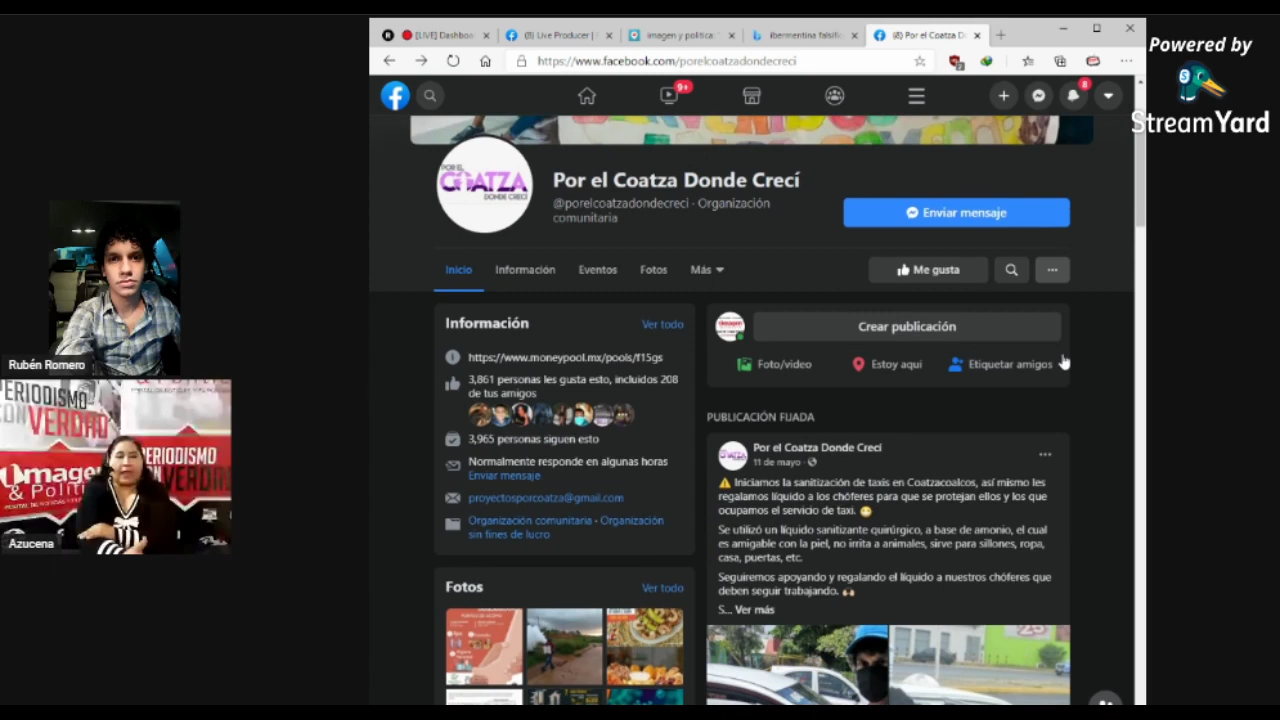 [LIVE] Dashboa
(8) Live Producer |
imagen y politica:
ibermentina falsific
(8) Por el Coatza D
https://www.facebook.com/porelcoatzadondecreci
Powered by
StreamYard
9+
8
POR EL
COATZA
DONDE CRECÍ
Por el Coatza Donde Crecí
@porelcoatzadondecreci · Organización
comunitaria
Enviar mensaje
Inicio
Información
Eventos
Fotos
Más
Me gusta
Información
Ver todo
https://www.moneypool.mx/pools/f15gs
3,861 personas les gusta esto, incluidos 208
de tus amigos
3,965 personas siguen esto
Normalmente responde en algunas horas
Enviar mensaje
proyectosporcoatza@gmail.com
Organización comunitaria · Organización
sin fines de lucro
Fotos
Ver todo
Crear publicación
Foto/video
Estoy aquí
Etiquetar amigos
PUBLICACIÓN FIJADA
Por el Coatza Donde Crecí
11 de mayo ·
Iniciamos la sanitización de taxis en Coatzacoalcos, así mismo les
regalamos líquido a los chóferes para que se protejan ellos y los que
ocupamos el servicio de taxi.
Se utilizó un líquido sanitizante quirúrgico, a base de amonio, el cual
es amigable con la piel, no irrita a animales, sirve para sillones, ropa,
casa, puertas, etc.
Seguiremos apoyando y regalando el líquido a nuestros chóferes que
deben seguir trabajando.
S... Ver más
Rubén Romero
PERIODISMO
CON VERDAD
PERIODISMO
CON VERDA
Imagen
& Polít
Azucena